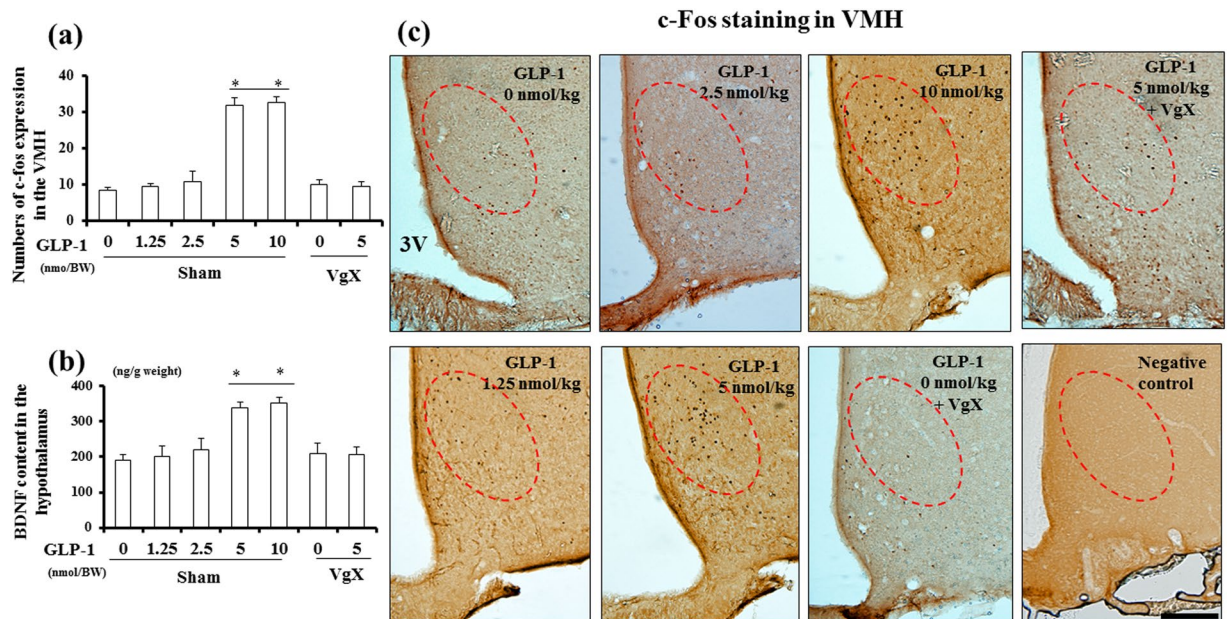 c-Fos staining in VMH
(a)
Numbers of c-fos expression
in the VMH
40
30
20
10
0
* *
GLP-1 0 1.25 2.5 5 10 0 5
(nmo/BW)
Sham VgX
(b)
BDNF content in the
hypothalamus
(ng/g weight)
400
300
200
100
0
* *
GLP-1 0 1.25 2.5 5 10 0 5
(nmol/BW)
Sham VgX
(c)
GLP-1
0 nmol/kg
3V
GLP-1
2.5 nmol/kg
GLP-1
10 nmol/kg
GLP-1
5 nmol/kg
+ VgX
GLP-1
1.25 nmol/kg
GLP-1
5 nmol/kg
GLP-1
0 nmol/kg
+ VgX
Negative
control